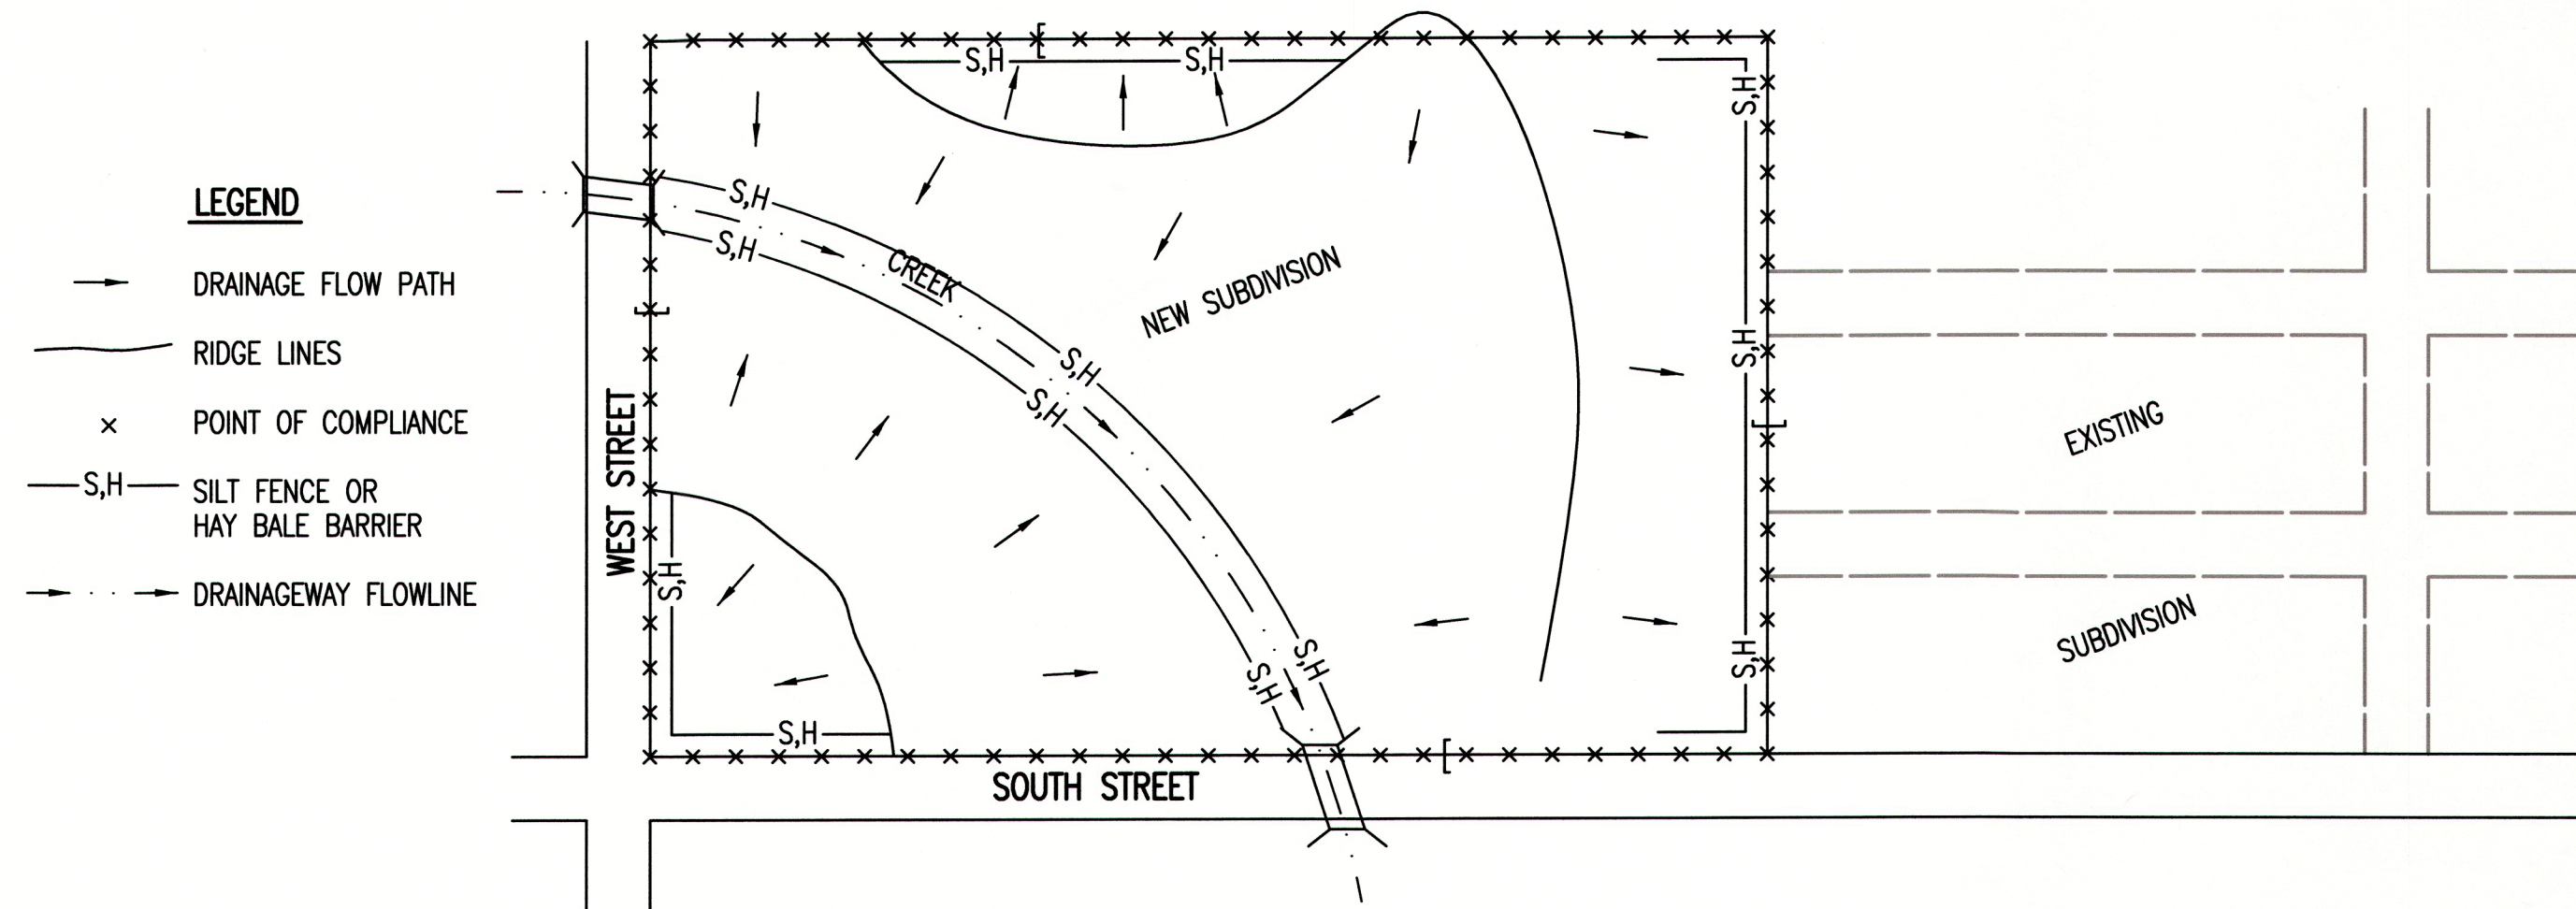 LEGEND
DRAINAGE FLOW PATH
RIDGE LINES
× POINT OF COMPLIANCE
S,H SILT FENCE OR
HAY BALE BARRIER
DRAINAGEWAY FLOWLINE
S,H
S,H
S,H
S,H
S,H
CREEK
NEW SUBDIVISION
S,H
S,H
S,H
WEST STREET
S,H
EXISTING
SUBDIVISION
S,H
S,H
S,H
S,H
SOUTH STREET